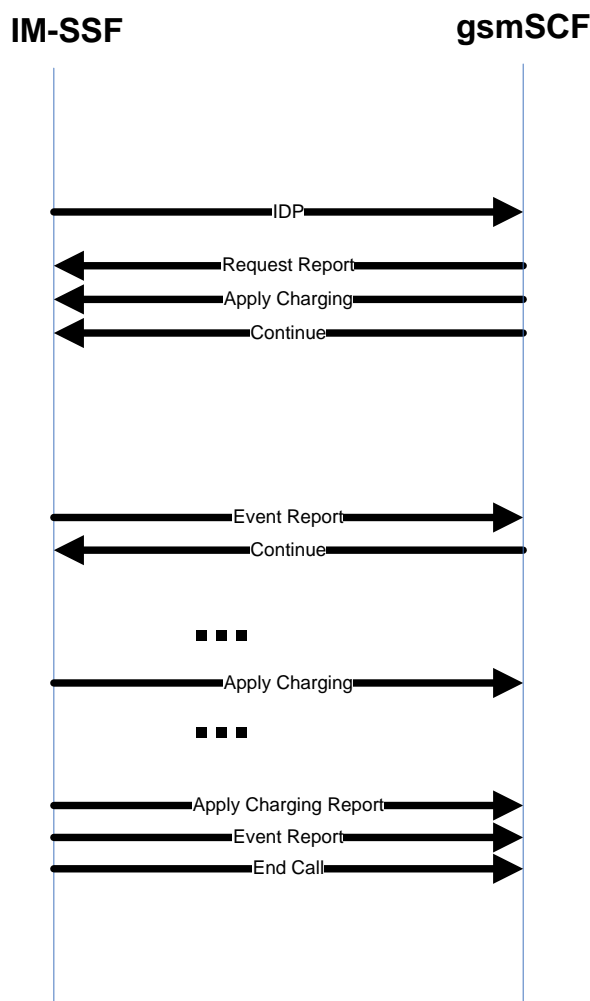 IM-SSF
gsmSCF
IDP
Request Report
Apply Charging
Continue
Event Report
Continue
Apply Charging
Apply Charging Report
Event Report
End Call